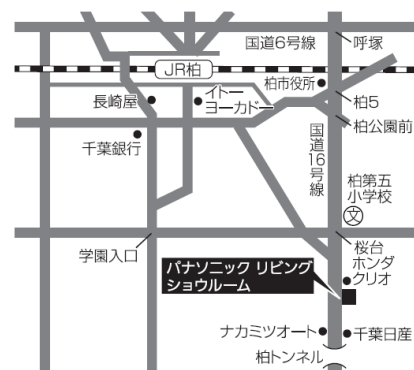 国道6号線
呼塚
JR柏
柏市役所
長崎屋
イトー
ヨーカドー
柏5
柏公園前
千葉銀行
国道16号線
柏第五
小学校
文
学園入口
桜台
ホンダ
クリオ
パナソニック リビング
ショウルーム
ナカミツオート
千葉日産
柏トンネル